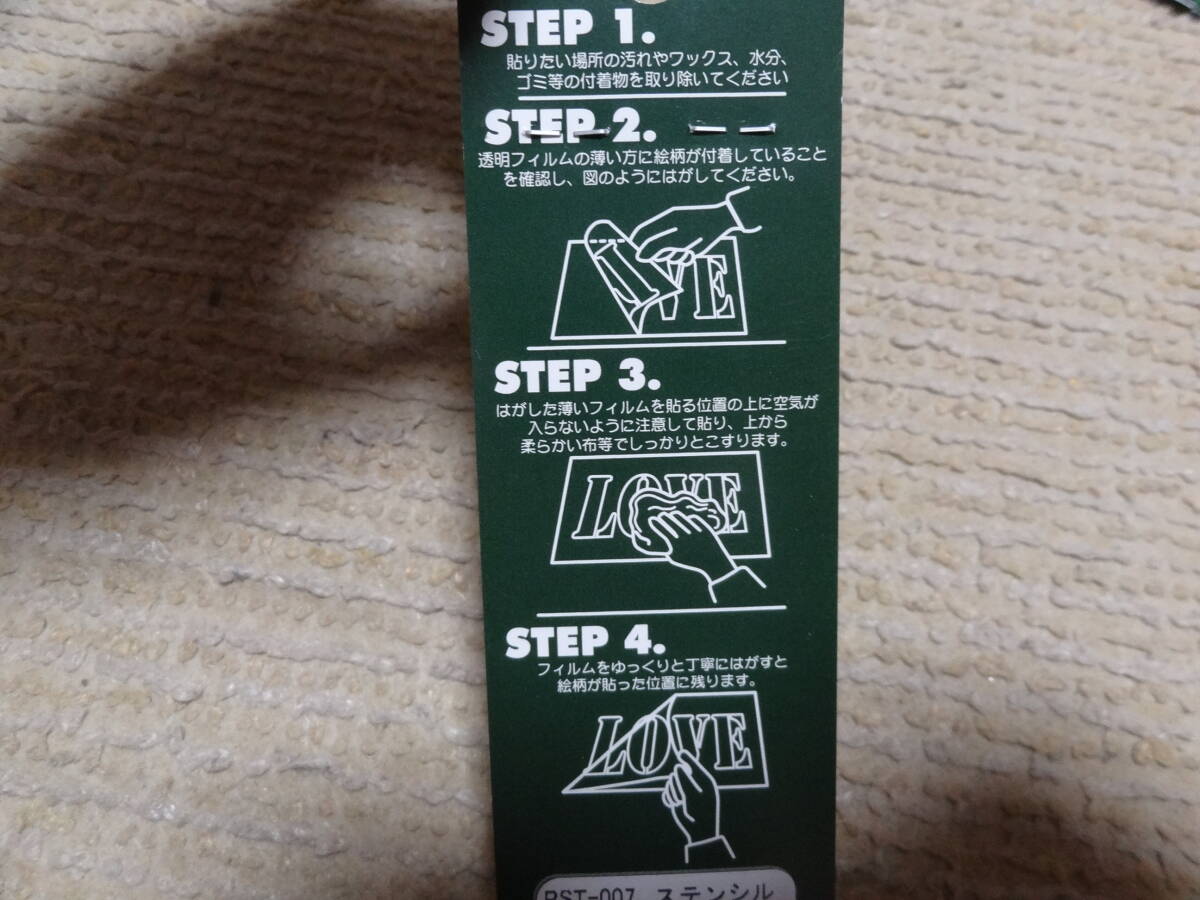 STEP 1.
貼りたい場所の汚れやワックス、水分、
ゴミ等の付着物を取り除いてください
STEP 2.
透明フィルムの薄い方に絵柄が付着していること
を確認し、図のようにはがしてください。
VE
STEP 3.
はがした薄いフィルムを貼る位置の上に空気が
入らないように注意して貼り、上から
柔らかい布等でしっかりとこすります。
LOVE
STEP 4.
フィルムをゆっくりと丁寧にはがすと
絵柄が貼った位置に残ります。
LOVE
PST-007 ステンシル